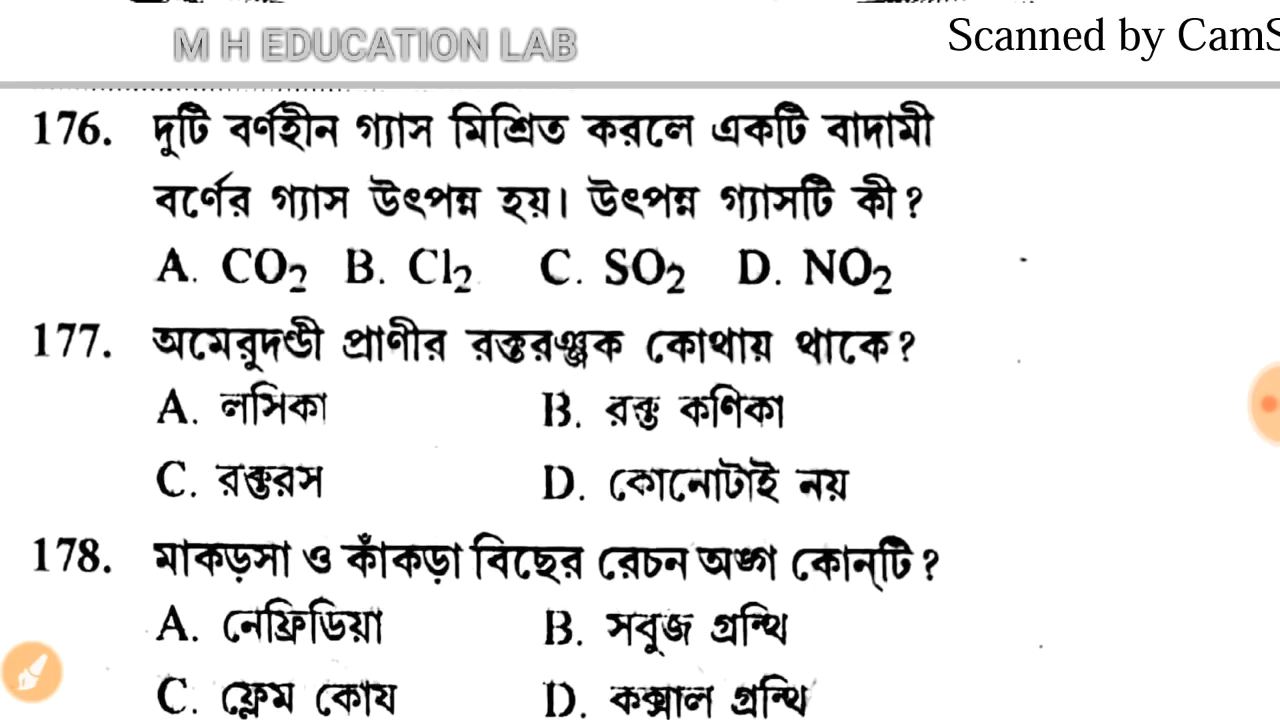 M H EDUCATION LAB
Scanned by CamS
176. দুটি বর্ণহীন গ্যাস মিশ্রিত করলে একটি বাদামী
বর্ণের গ্যাস উৎপন্ন হয়। উৎপন্ন গ্যাসটি কী?
A. CO₂ B. Cl₂ C. SO₂ D. NO₂
177. অমেরুদণ্ডী প্রাণীর রক্তরঞ্জক কোথায় থাকে?
A. লসিকা B. রক্ত কণিকা
C. রক্তরস D. কোনোটাই নয়
178. মাকড়সা ও কাঁকড়া বিছের রেচন অঙ্গ কোন্‌টি?
A. নেফ্রিডিয়া B. সবুজ গ্রন্থি
C. ফ্লেম কোষ D. কক্সাল গ্রন্থি